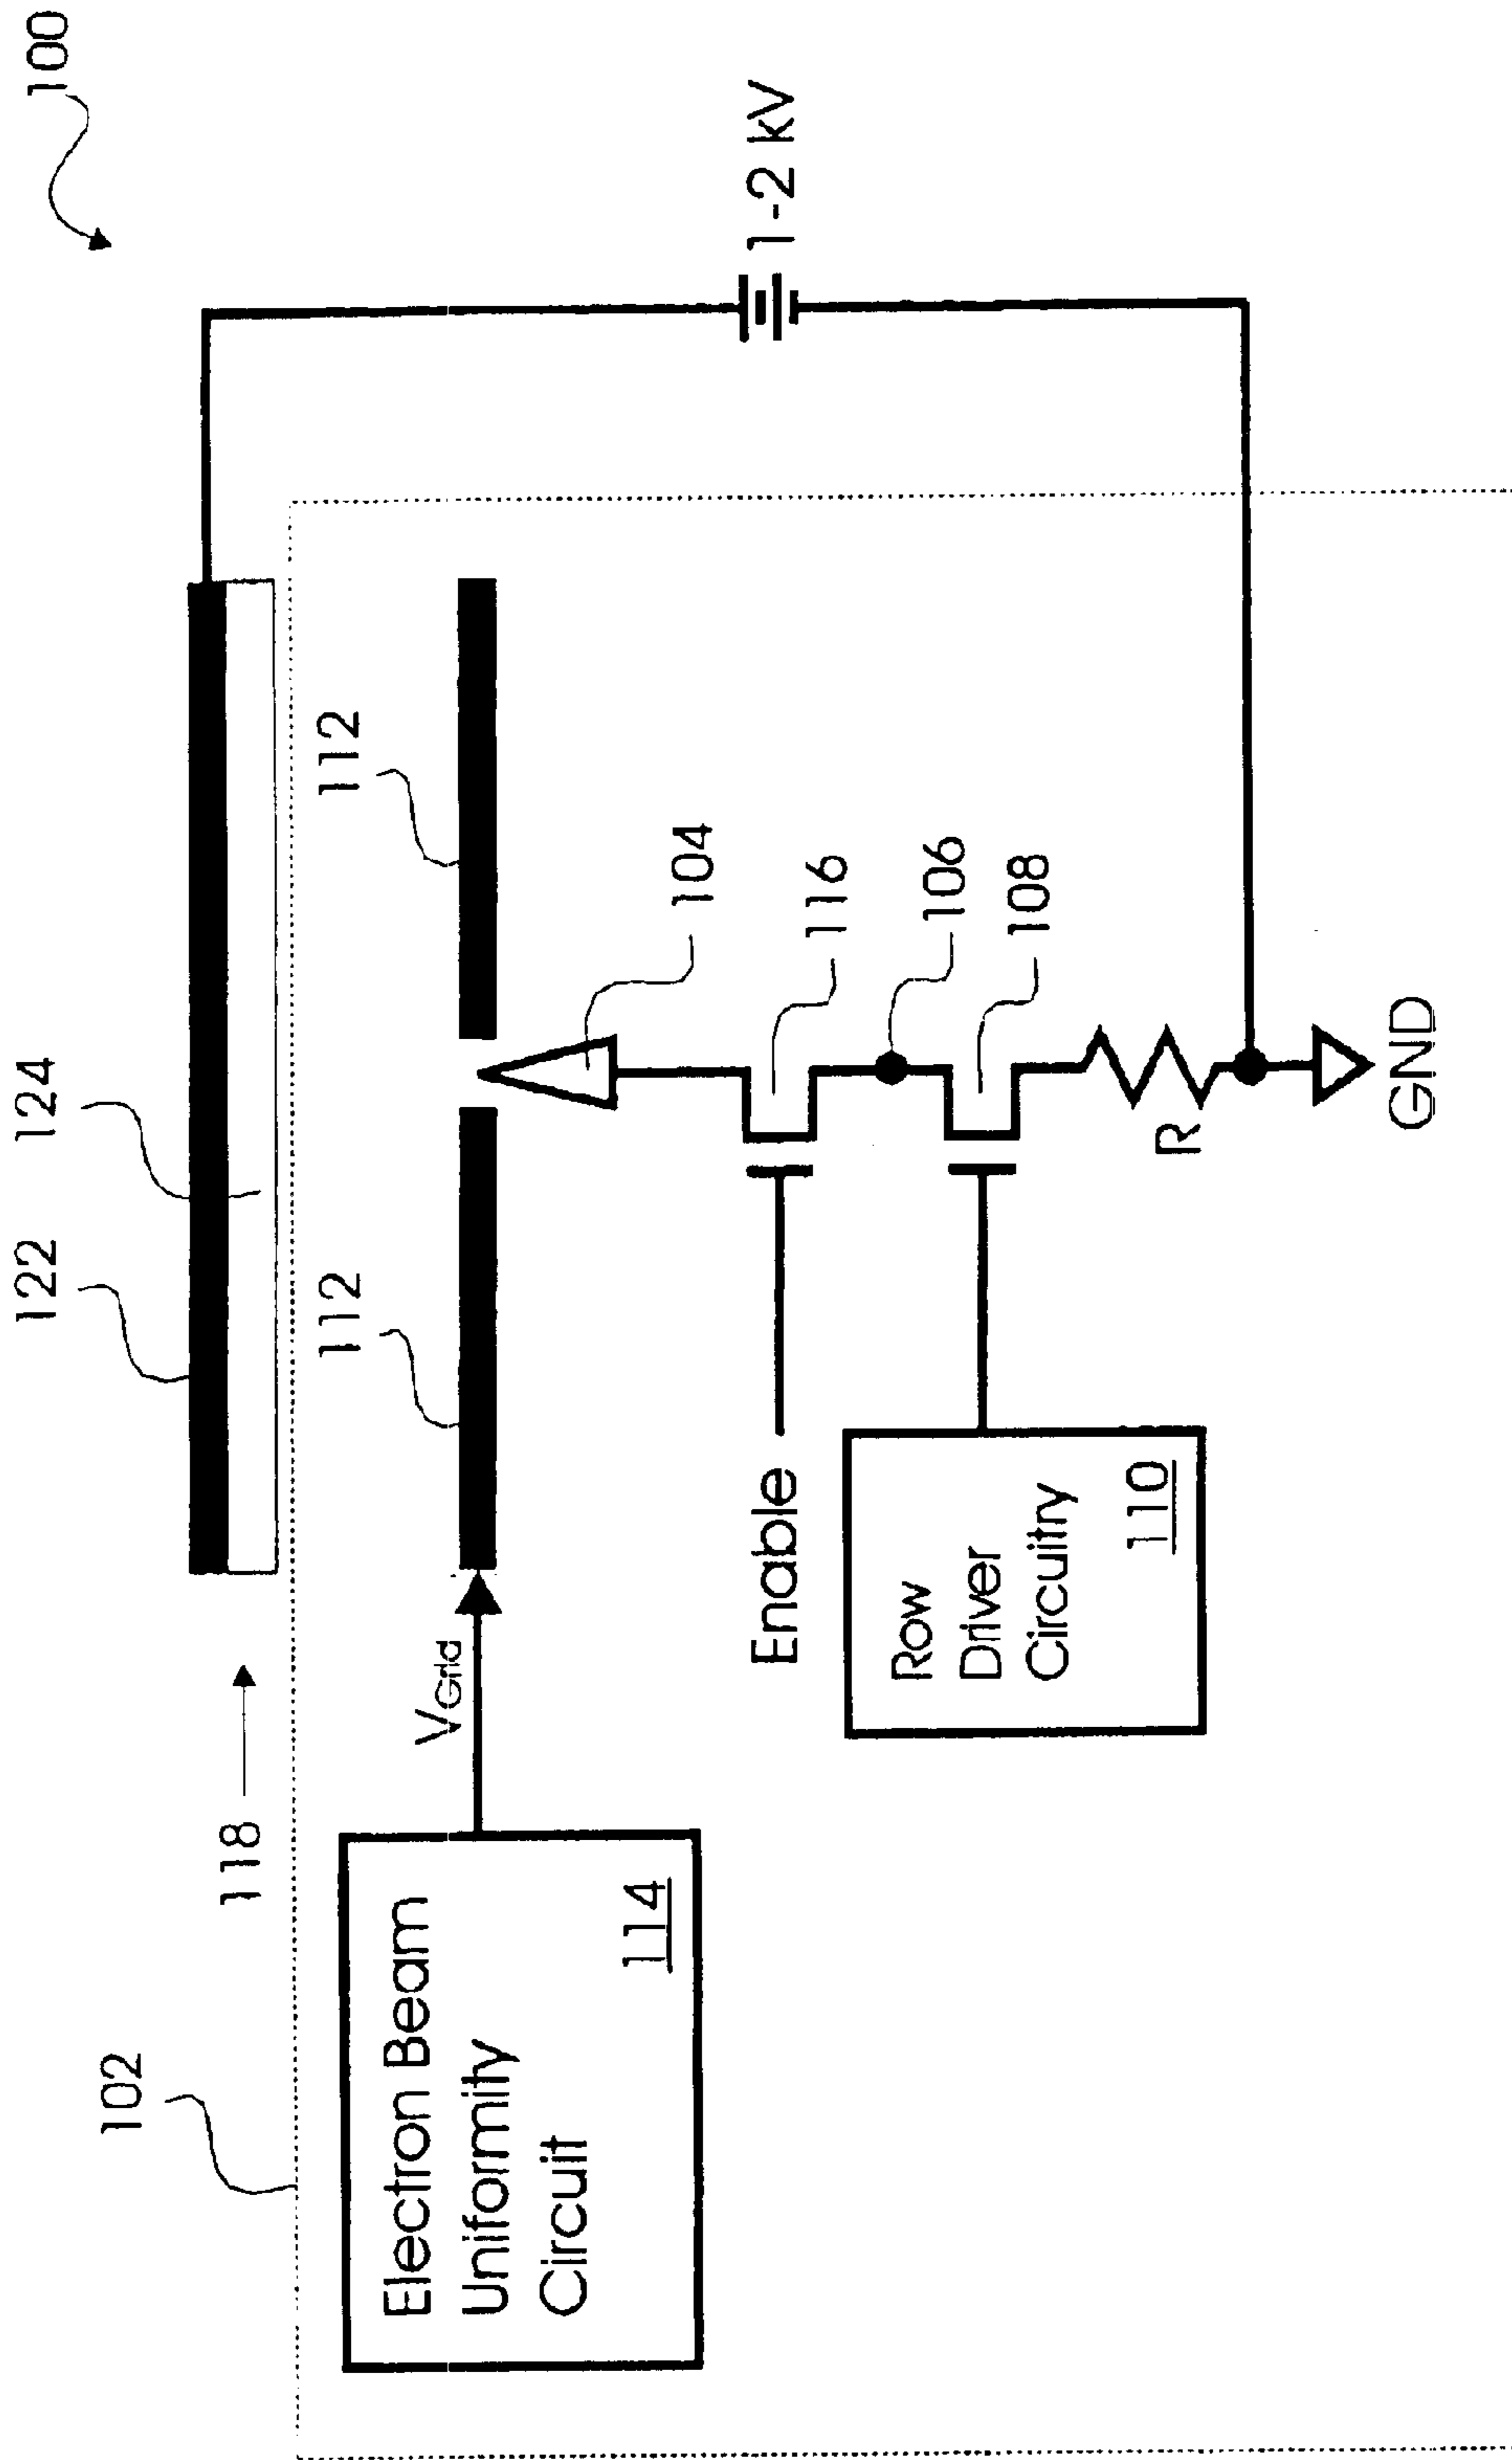 100
122
124
118
102
112
112
1-2 kV
VGrid
Electron Beam
Uniformity
Circuit
114
104
Enable
116
106
108
Row
Driver
Circuitry
110
R
GND